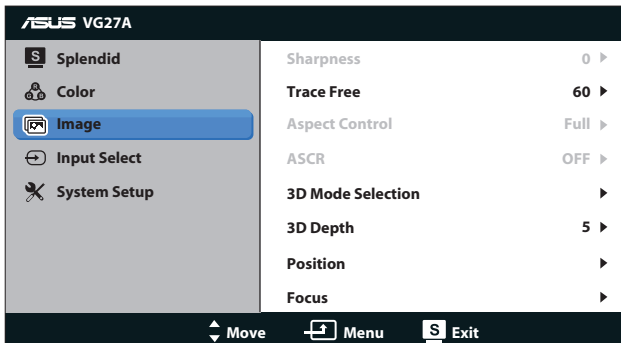 ASUS VG27A
S Splendid
Color
Image
Input Select
System Setup
Sharpness 0
Trace Free 60
Aspect Control Full
ASCR OFF
3D Mode Selection
3D Depth 5
Position
Focus
Move Menu S Exit